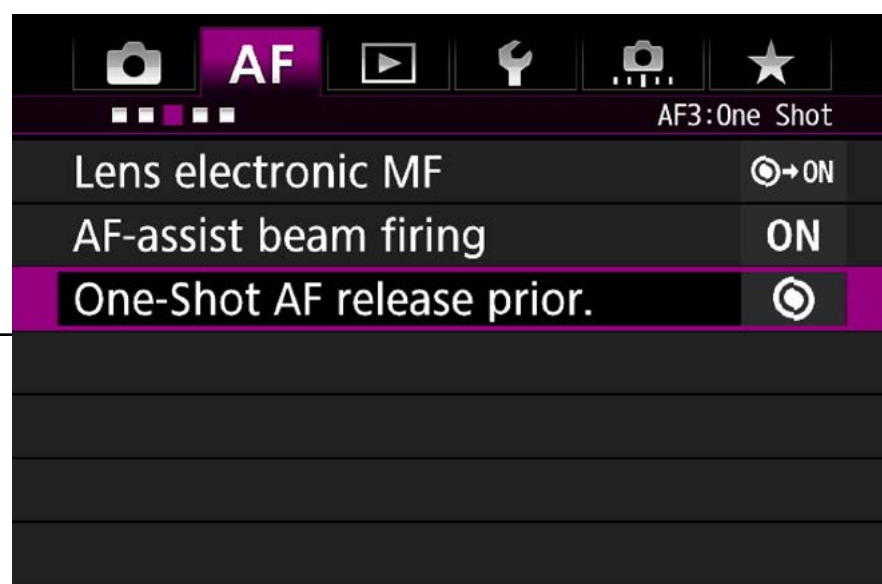 AF
AF3:One Shot
Lens electronic MF →ON
AF-assist beam firing ON
One-Shot AF release prior.